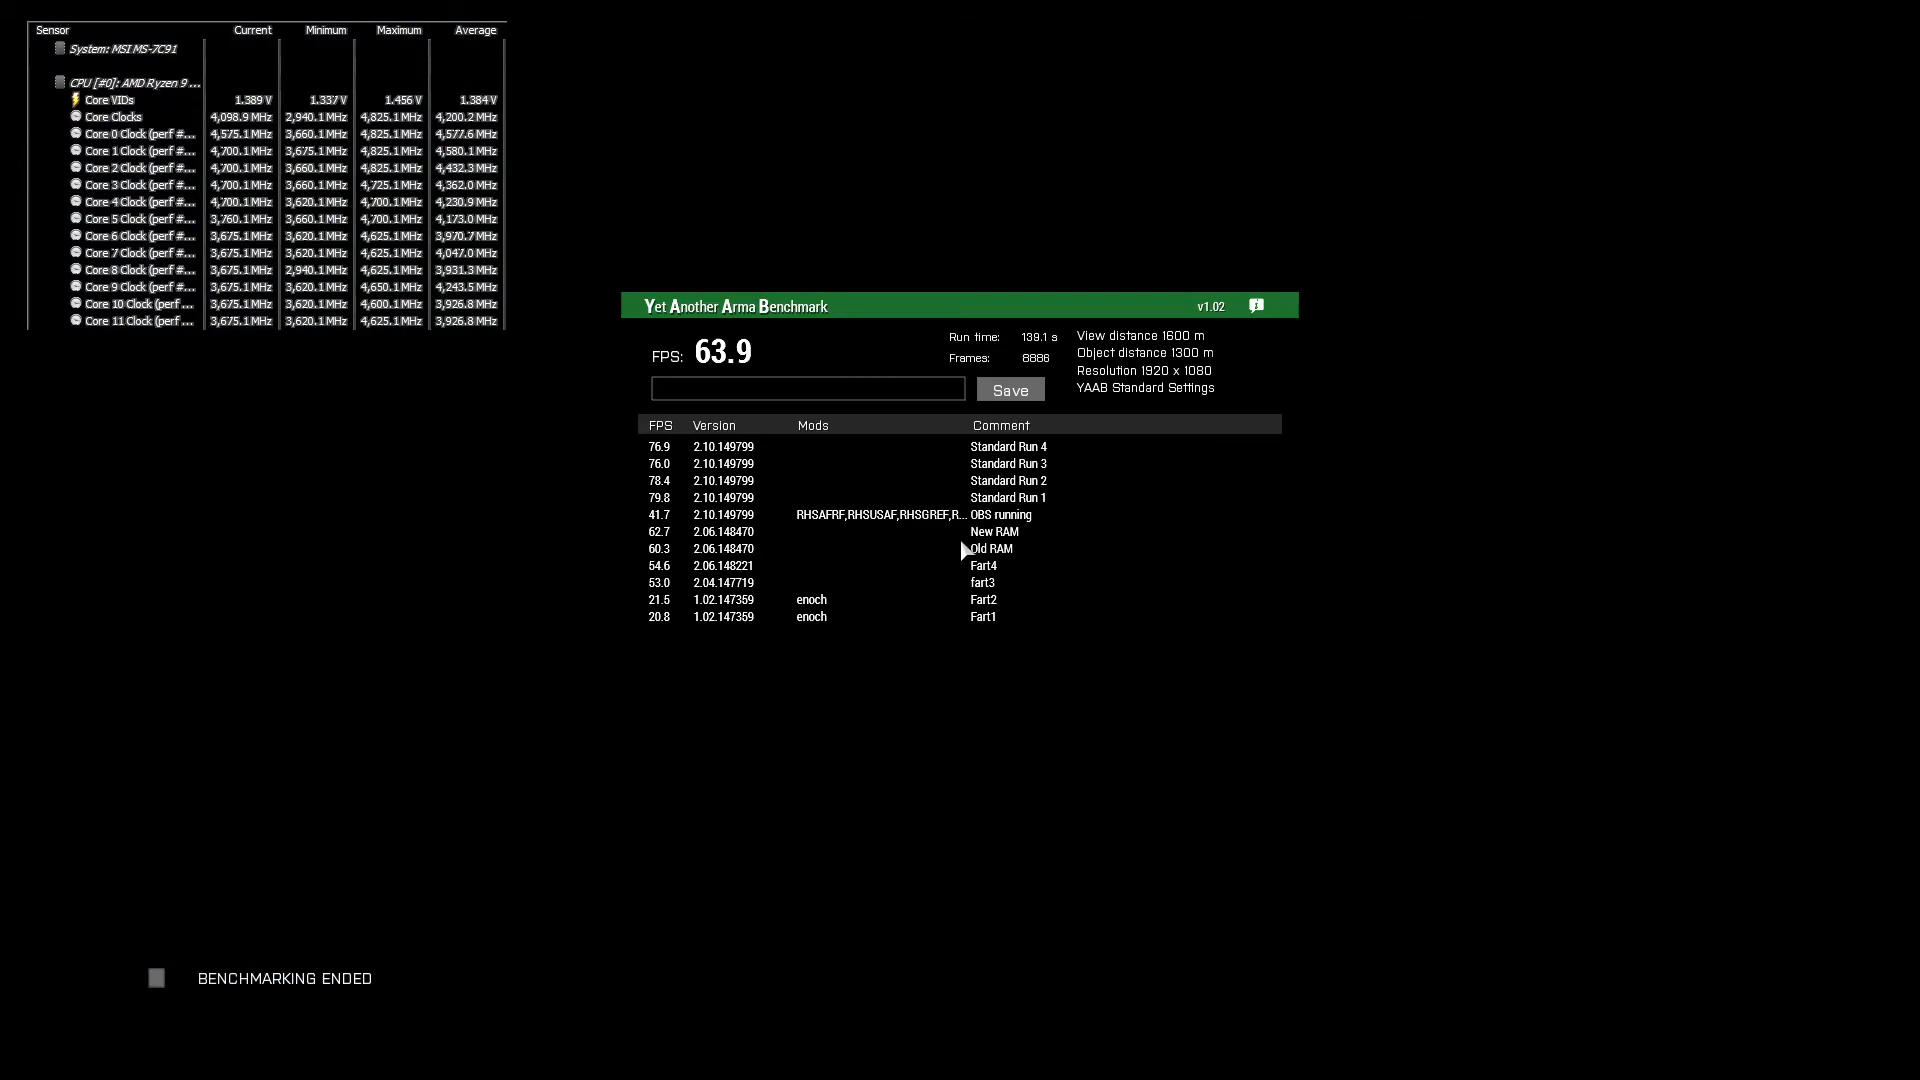 Sensor Current Minimum Maximum Average
System: MSI MS-7C91
CPU [#0]: AMD Ryzen 9 ...
Core VIDs 1.389 V 1.337 V 1.456 V 1.384 V
Core Clocks 4,098.9 MHz 2,940.1 MHz 4,825.1 MHz 4,200.2 MHz
Core 0 Clock (perf #... 4,575.1 MHz 3,660.1 MHz 4,825.1 MHz 4,577.6 MHz
Core 1 Clock (perf #... 4,700.1 MHz 3,675.1 MHz 4,825.1 MHz 4,580.1 MHz
Core 2 Clock (perf #... 4,700.1 MHz 3,660.1 MHz 4,825.1 MHz 4,432.3 MHz
Core 3 Clock (perf #... 4,700.1 MHz 3,660.1 MHz 4,725.1 MHz 4,362.0 MHz
Core 4 Clock (perf #... 4,700.1 MHz 3,620.1 MHz 4,700.1 MHz 4,230.9 MHz
Core 5 Clock (perf #... 3,760.1 MHz 3,660.1 MHz 4,700.1 MHz 4,173.0 MHz
Core 6 Clock (perf #... 3,675.1 MHz 3,620.1 MHz 4,625.1 MHz 3,970.7 MHz
Core 7 Clock (perf #... 3,675.1 MHz 3,620.1 MHz 4,625.1 MHz 4,047.0 MHz
Core 8 Clock (perf #... 3,675.1 MHz 2,940.1 MHz 4,625.1 MHz 3,931.3 MHz
Core 9 Clock (perf #... 3,675.1 MHz 3,620.1 MHz 4,650.1 MHz 4,243.5 MHz
Core 10 Clock (perf ... 3,675.1 MHz 3,620.1 MHz 4,600.1 MHz 3,926.8 MHz
Core 11 Clock (perf ... 3,675.1 MHz 3,620.1 MHz 4,625.1 MHz 3,926.8 MHz
Yet Another Arma Benchmark v1.02
FPS: 63.9
Run time: 139.1 s
Frames: 8886
View distance 1600 m
Object distance 1300 m
Resolution 1920 x 1080
YAAB Standard Settings
Save
FPS Version Mods Comment
76.9 2.10.149799 Standard Run 4
76.0 2.10.149799 Standard Run 3
78.4 2.10.149799 Standard Run 2
79.8 2.10.149799 Standard Run 1
41.7 2.10.149799 RHSAFRF,RHSUSAF,RHSGREF,R... OBS running
62.7 2.06.148470 New RAM
60.3 2.06.148470 Old RAM
54.6 2.06.148221 Fart4
53.0 2.04.147719 fart3
21.5 1.02.147359 enoch Fart2
20.8 1.02.147359 enoch Fart1
BENCHMARKING ENDED